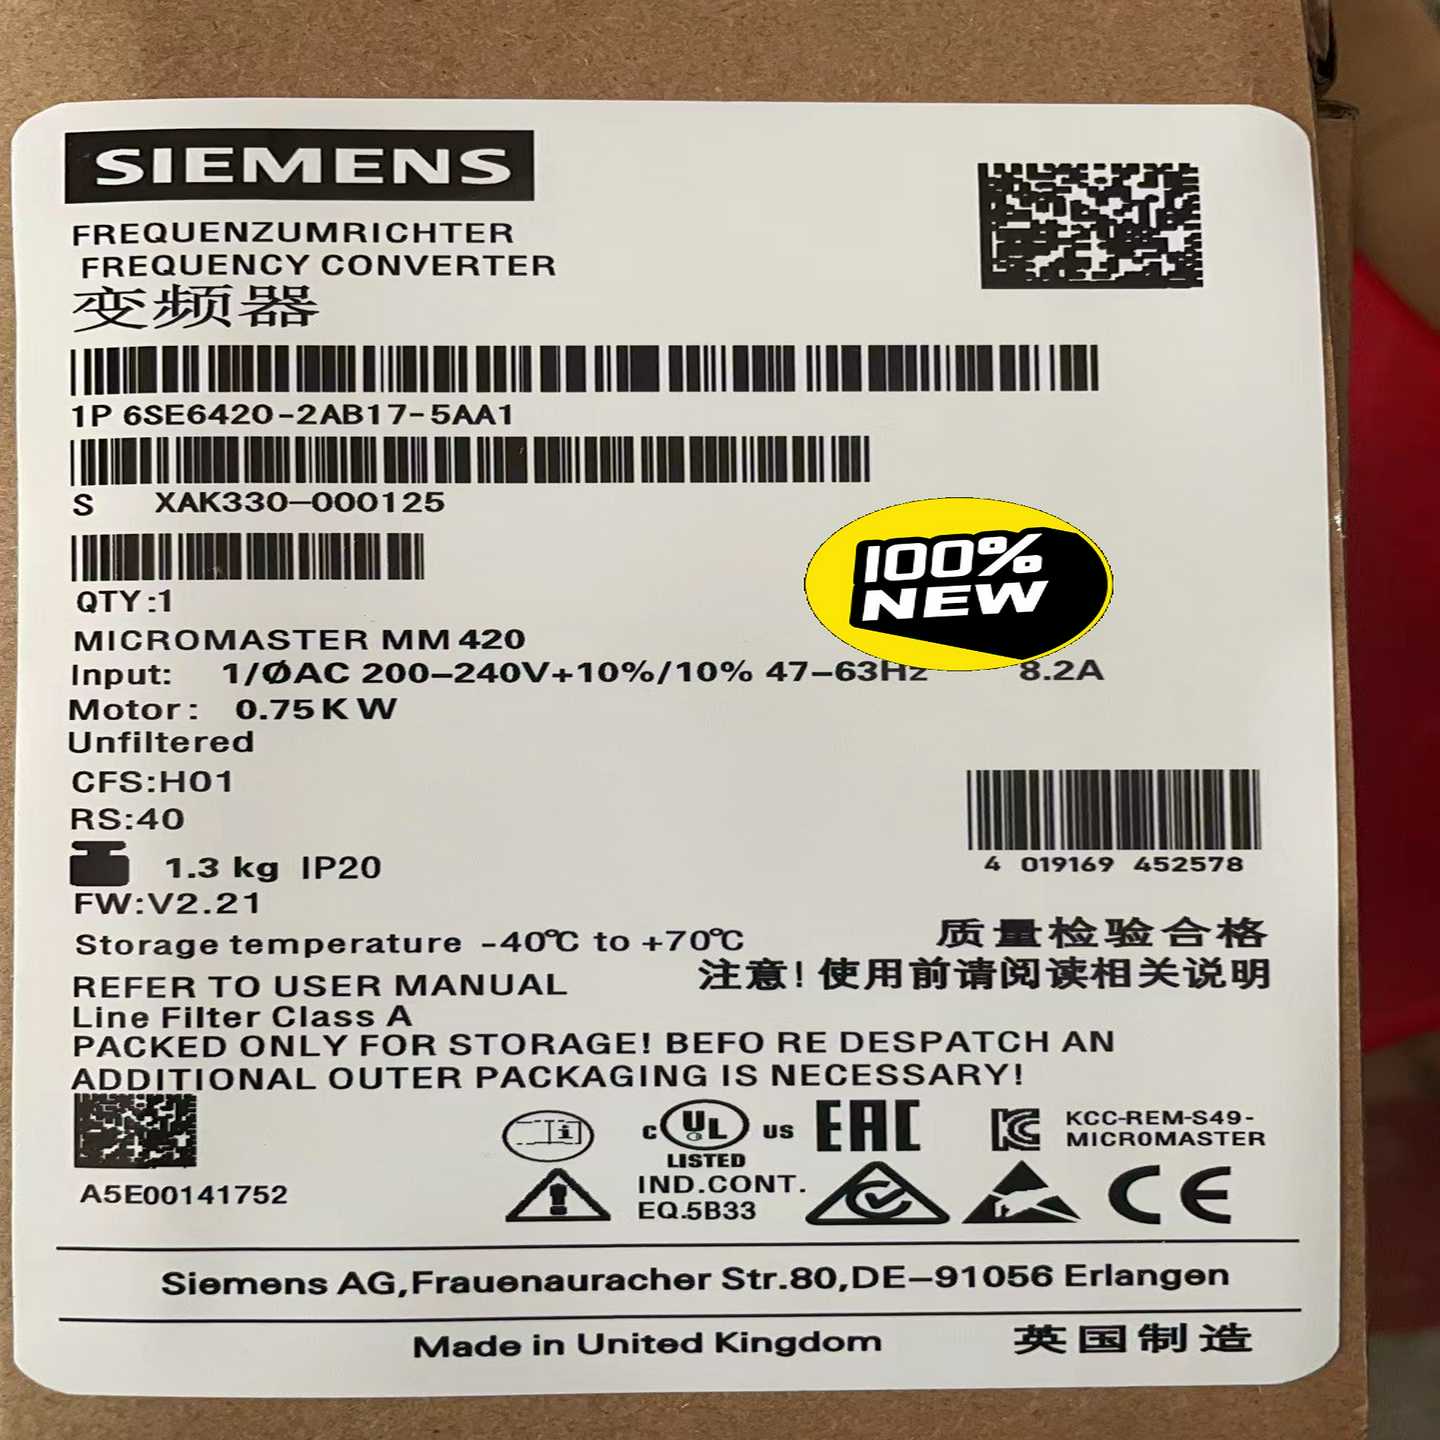 SIEMENS
FREQUENZUMRICHTER
FREQUENCY CONVERTER
变频器
1P 6SE6420-2AB17-5AA1
S XAK330-000125
QTY:1
100% NEW
MICROMASTER MM 420
Input: 1/ØAC 200-240V+10%/10% 47-63Hz 8.2A
Motor: 0.75KW
Unfiltered
CFS:H01
RS:40
1.3 kg IP20
4 019169 452578
FW:V2.21
Storage temperature -40℃ to +70℃
质量检验合格
REFER TO USER MANUAL
注意!使用前请阅读相关说明
Line Filter Class A
PACKED ONLY FOR STORAGE! BEFO RE DESPATCH AN
ADDITIONAL OUTER PACKAGING IS NECESSARY!
A5E00141752
i
C UL US
LISTED
IND.CONT.
EQ.5B33
EAC
KC
KCC-REM-S49-
MICROMASTER
CE
Siemens AG,Frauenauracher Str.80,DE-91056 Erlangen
Made in United Kingdom 英国制造